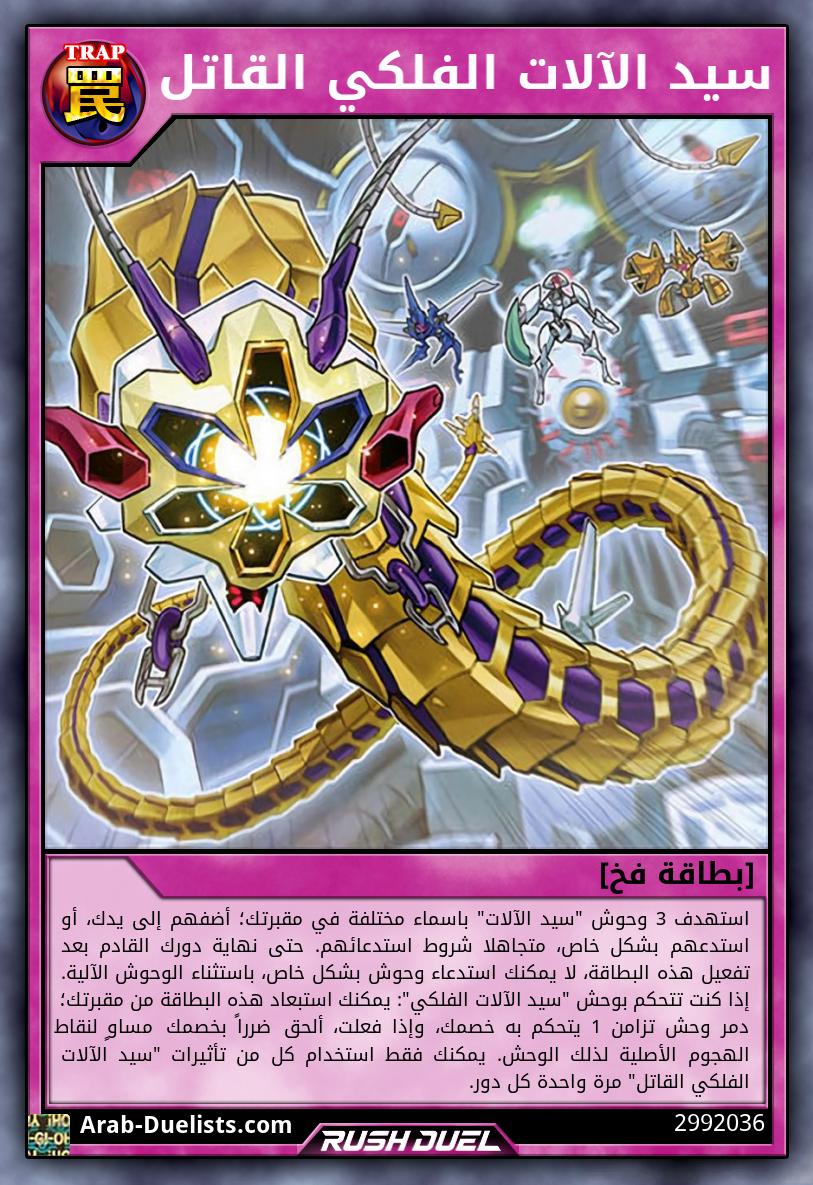 TRAP
罠
سيد الآلات الفلكي القاتل
[بطاقة فخ]
استهدف 3 وحوش "سيد الآلات" باسماء مختلفة في مقبرتك؛ أضفهم إلى يدك، أو
استدعهم بشكل خاص، متجاهلا شروط استدعائهم. حتى نهاية دورك القادم بعد
تفعيل هذه البطاقة، لا يمكنك استدعاء وحوش بشكل خاص، باستثناء الوحوش الآلية.
إذا كنت تتحكم بوحش "سيد الآلات الفلكي": يمكنك استبعاد هذه البطاقة من مقبرتك؛
دمر وحش تزامن 1 يتحكم به خصمك، وإذا فعلت، ألحق ضرراً بخصمك مساوٍ لنقاط
الهجوم الأصلية لذلك الوحش. يمكنك فقط استخدام كل من تأثيرات "سيد الآلات
الفلكي القاتل" مرة واحدة كل دور.
Arab-Duelists.com
RUSH DUEL
2992036